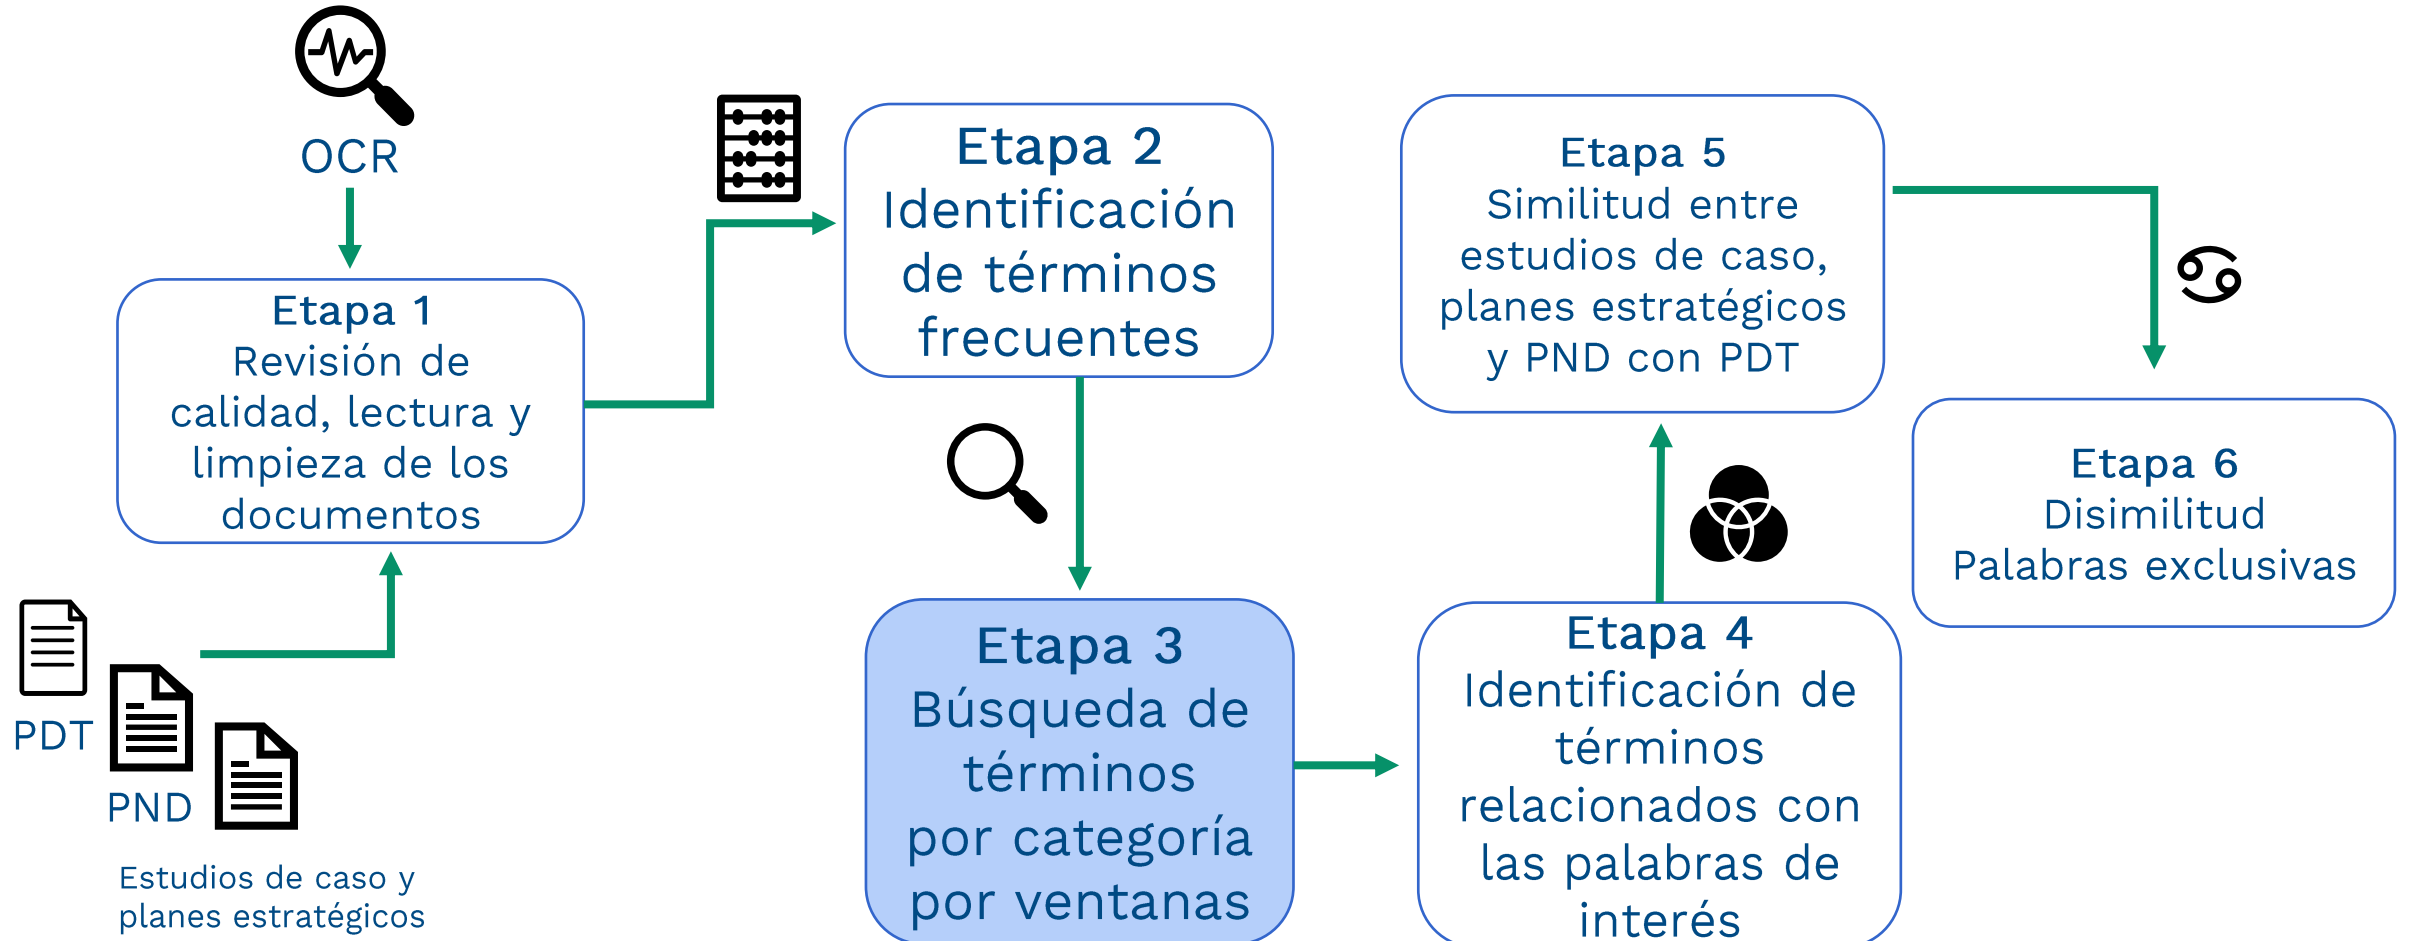 OCR
Etapa 1
Revisión de
calidad, lectura y
limpieza de los
documentos
PDT
PND
Estudios de caso y
planes estratégicos
Etapa 2
Identificación
de términos
frecuentes
Etapa 3
Búsqueda de
términos
por categoría
por ventanas
Etapa 4
Identificación de
términos
relacionados con
las palabras de
interés
Etapa 5
Similitud entre
estudios de caso,
planes estratégicos
y PND con PDT
Etapa 6
Disimilitud
Palabras exclusivas